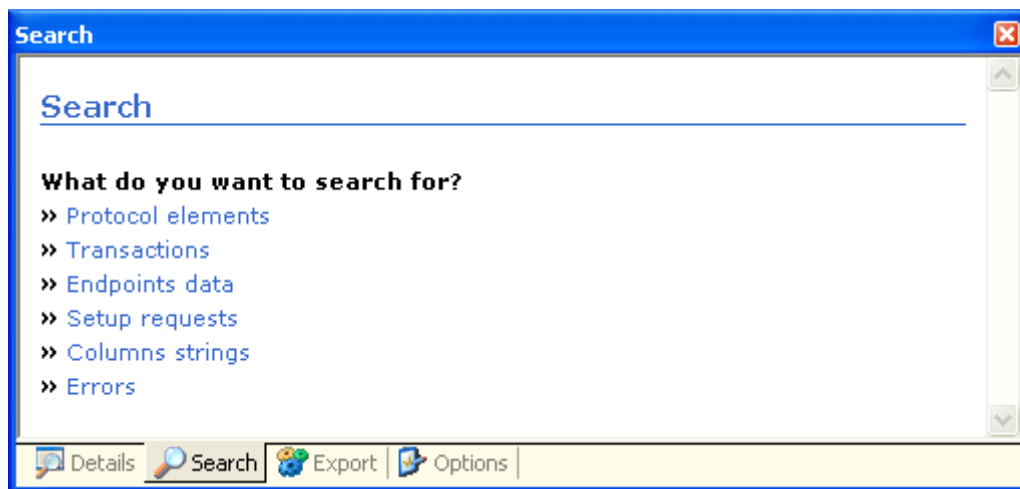 Search
Search
What do you want to search for?
» Protocol elements
» Transactions
» Endpoints data
» Setup requests
» Columns strings
» Errors
Details Search Export Options